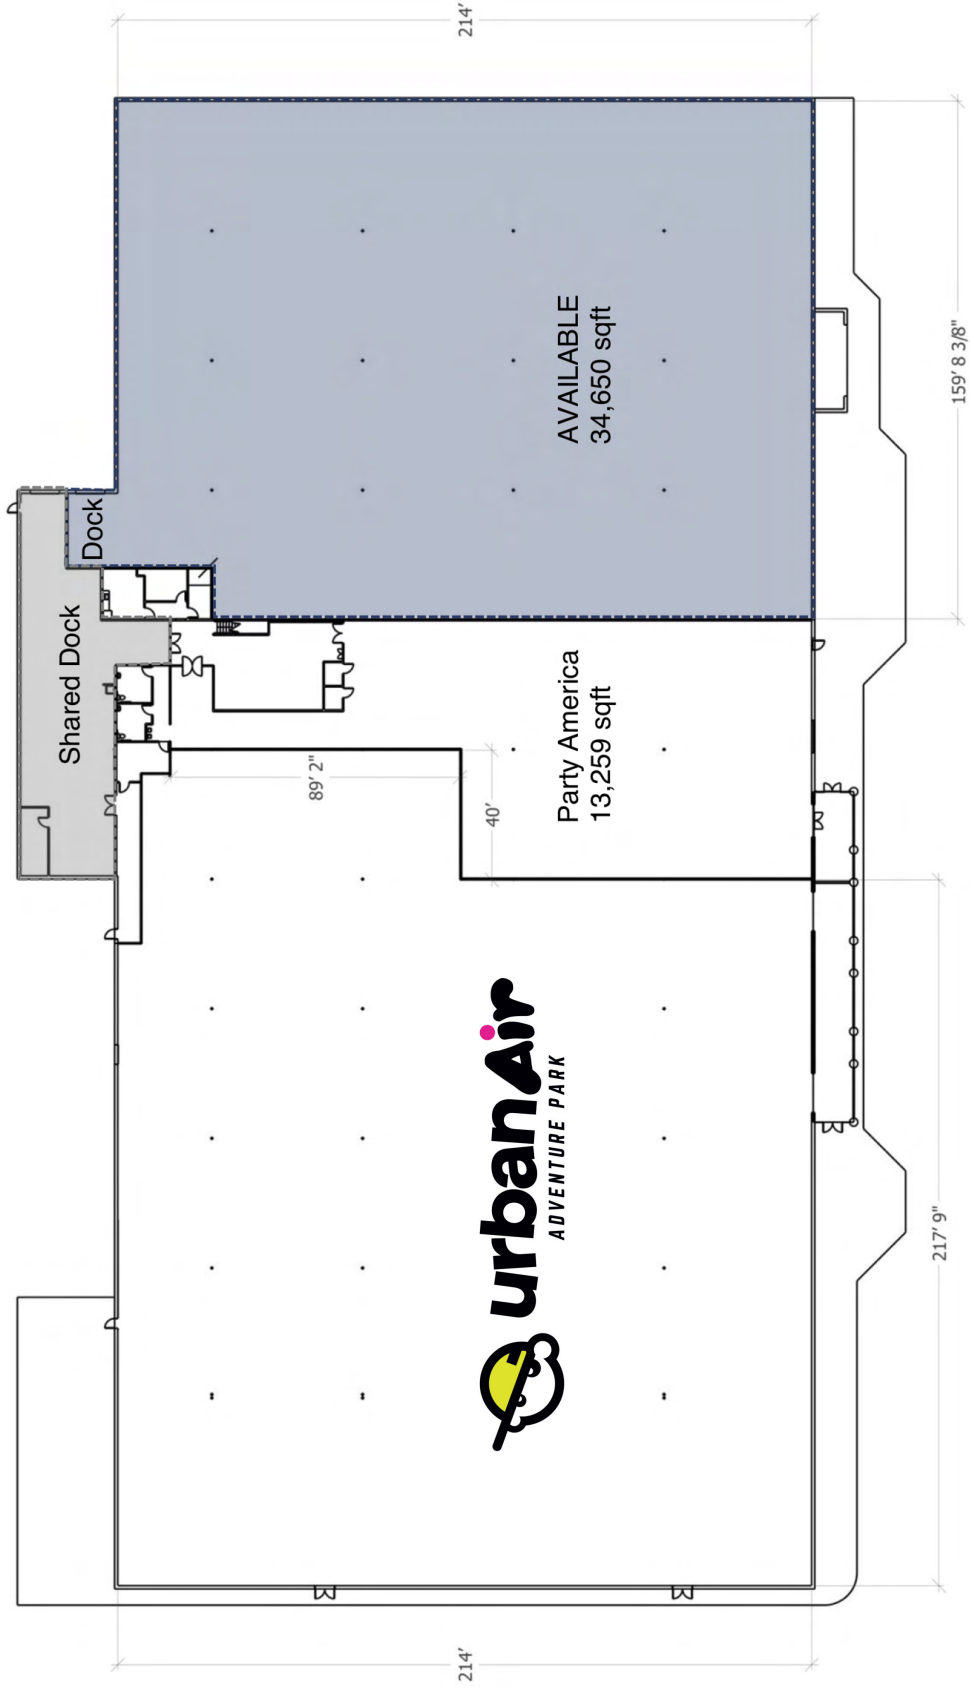 214'
Shared Dock
Dock
AVAILABLE
34,650 sqft
159' 8 3/8"
Party America
13,259 sqft
89' 2"
40'
urbanAir
ADVENTURE PARK
217' 9"
214'